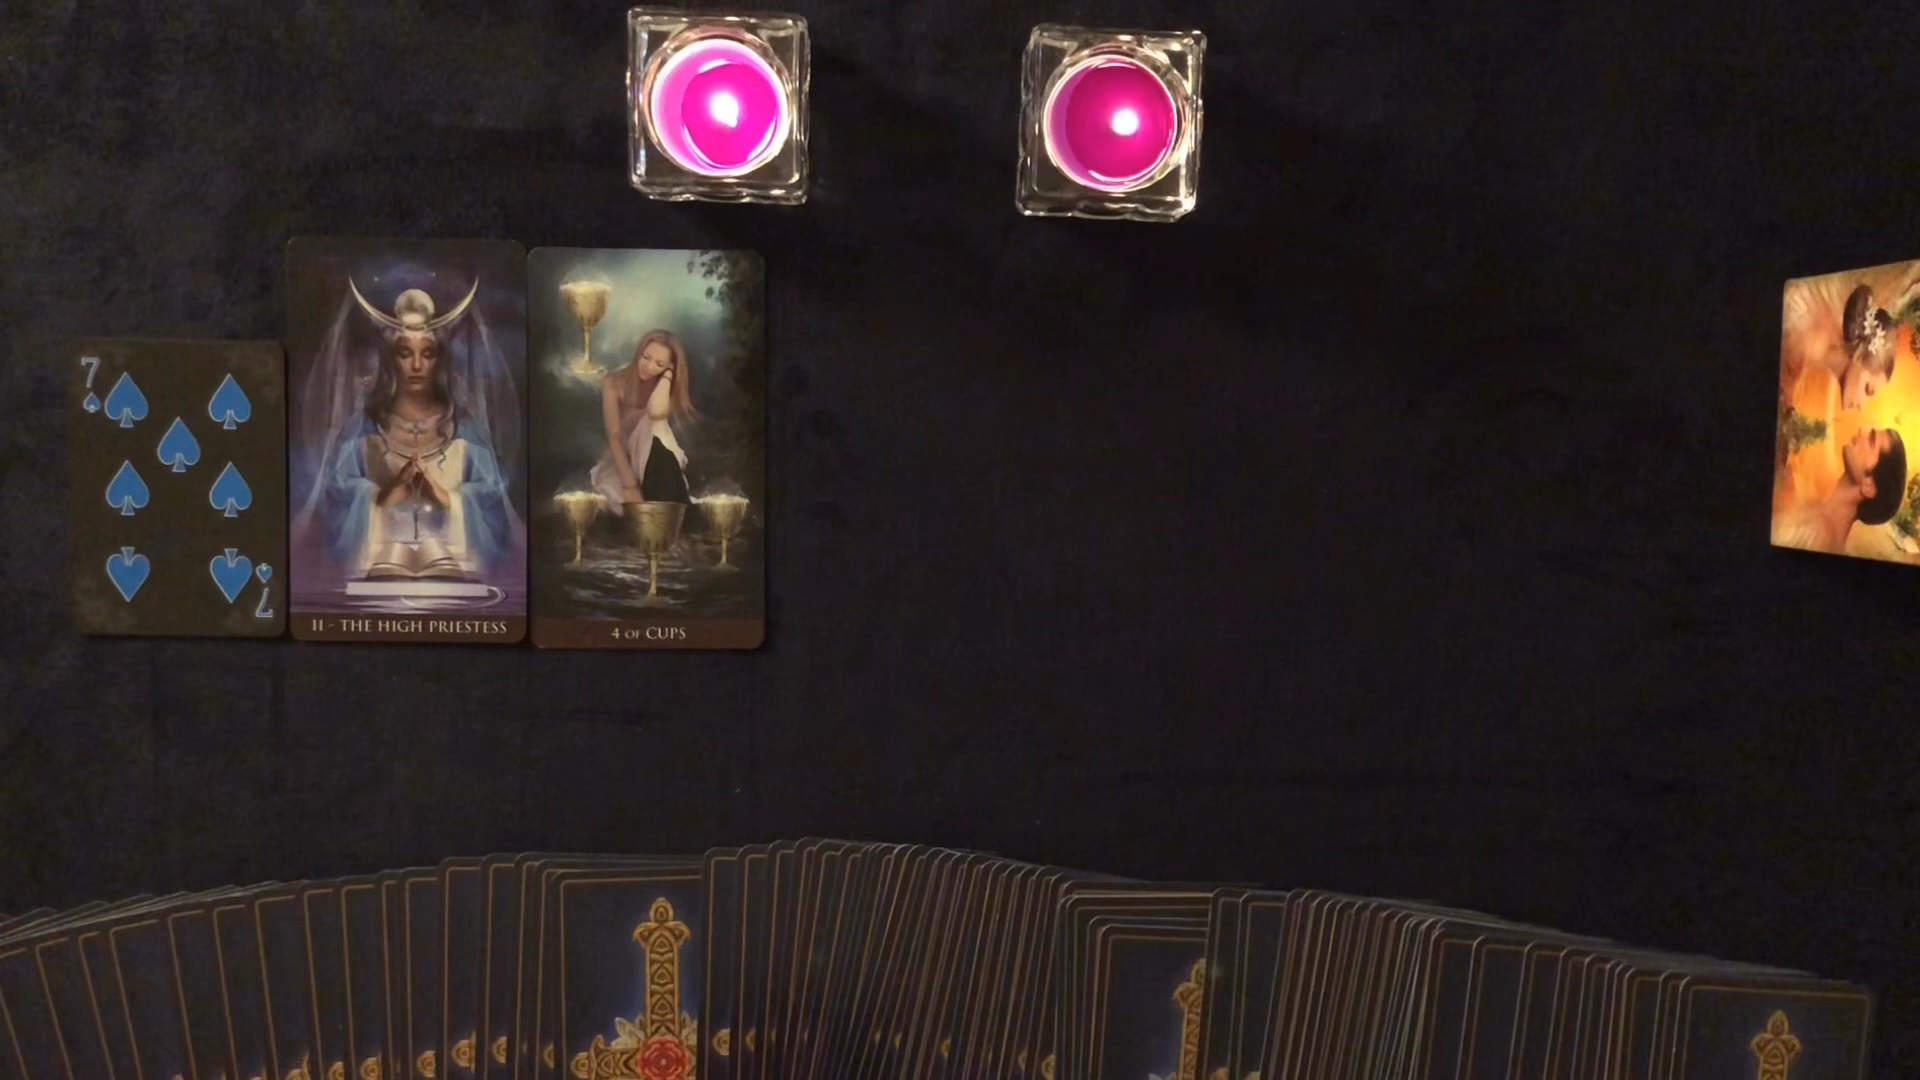 7
7
II - THE HIGH PRIESTESS
4 OF CUPS